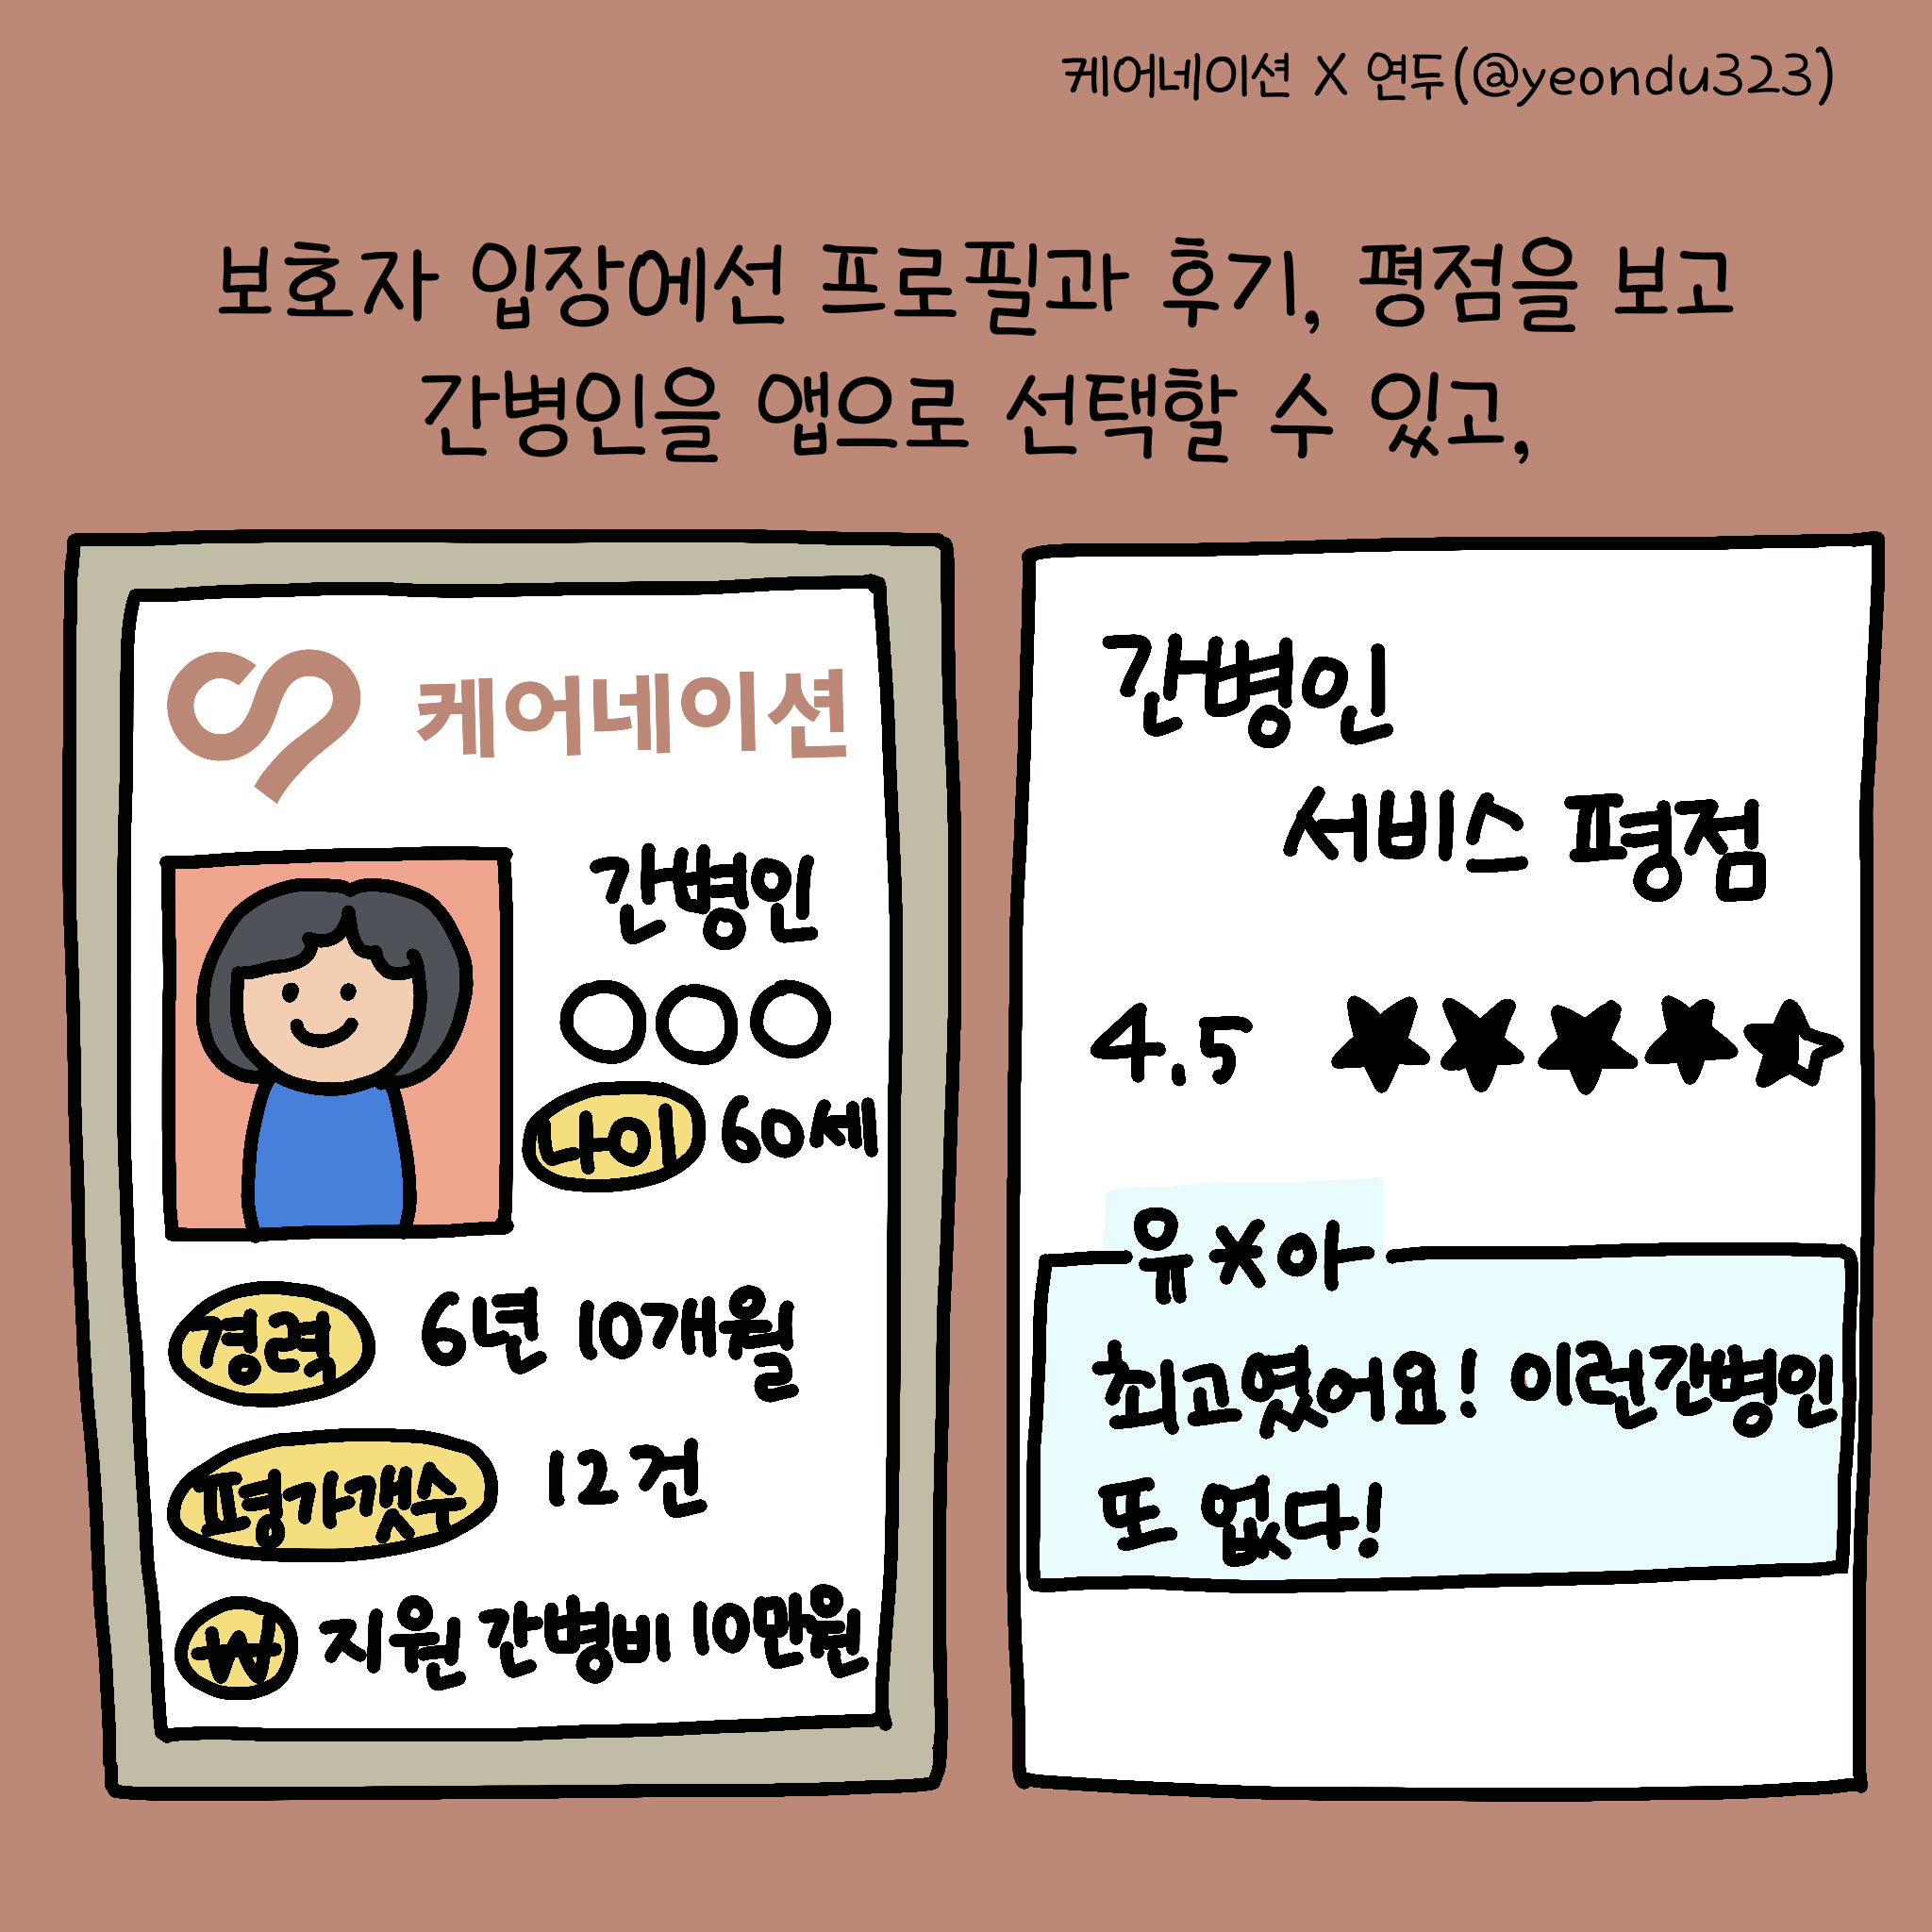 케어네이션 X 연두(@yeondu323)
보호자 입장에선 프로필과 후기, 평점을 보고
간병인을 앱으로 선택할 수 있고,
케어네이션
간병인
○○○
나이 60세
경력 6년 10개월
평가갯수 12건
₩ 지원 간병비 10만원
간병인
서비스 평점
4.5 ★★★★⯪
유*아
최고였어요! 이런간병인
또 없다!